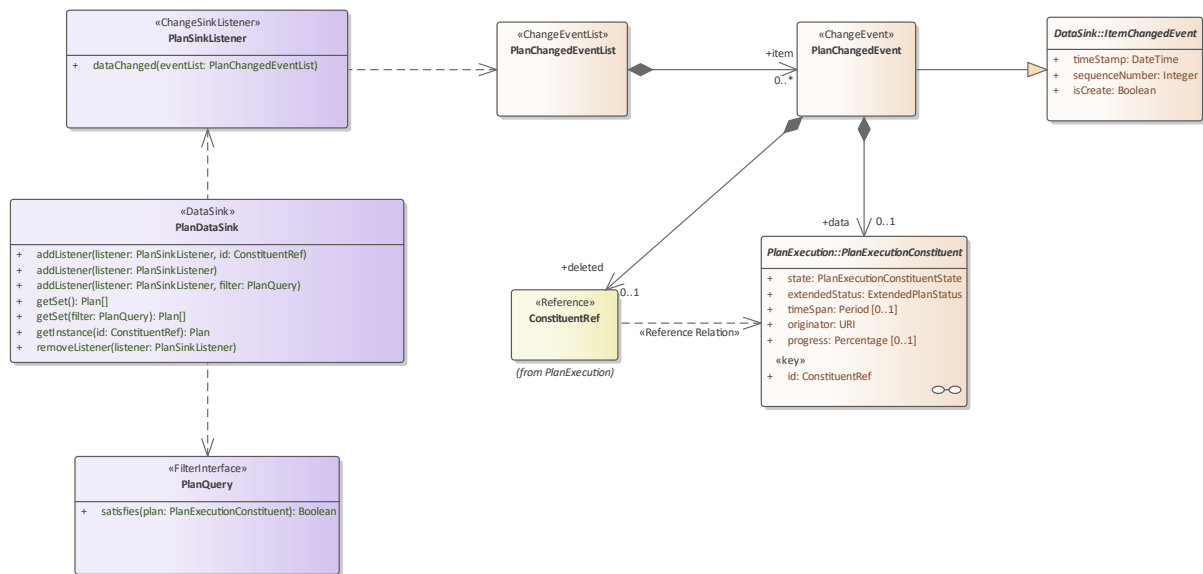 «ChangeSinkListener»
PlanSinkListener
+ dataChanged(eventList: PlanChangedEventList)
«ChangeEventList»
PlanChangedEventList
+item
0..*
«ChangeEvent»
PlanChangedEvent
DataSink::ItemChangedEvent
+ timeStamp: DateTime
+ sequenceNumber: Integer
+ isCreate: Boolean
«DataSink»
PlanDataSink
+ addListener(listener: PlanSinkListener, id: ConstituentRef)
+ addListener(listener: PlanSinkListener)
+ addListener(listener: PlanSinkListener, filter: PlanQuery)
+ getSet(): Plan[]
+ getSet(filter: PlanQuery): Plan[]
+ getInstance(id: ConstituentRef): Plan
+ removeListener(listener: PlanSinkListener)
+deleted
0..1
+data
0..1
«Reference»
ConstituentRef
(from PlanExecution)
«Reference Relation»
PlanExecution::PlanExecutionConstituent
+ state: PlanExecutionConstituentState
+ extendedStatus: ExtendedPlanStatus
+ timeSpan: Period [0..1]
+ originator: URI
+ progress: Percentage [0..1]
«key»
+ id: ConstituentRef
«FilterInterface»
PlanQuery
+ satisfies(plan: PlanExecutionConstituent): Boolean